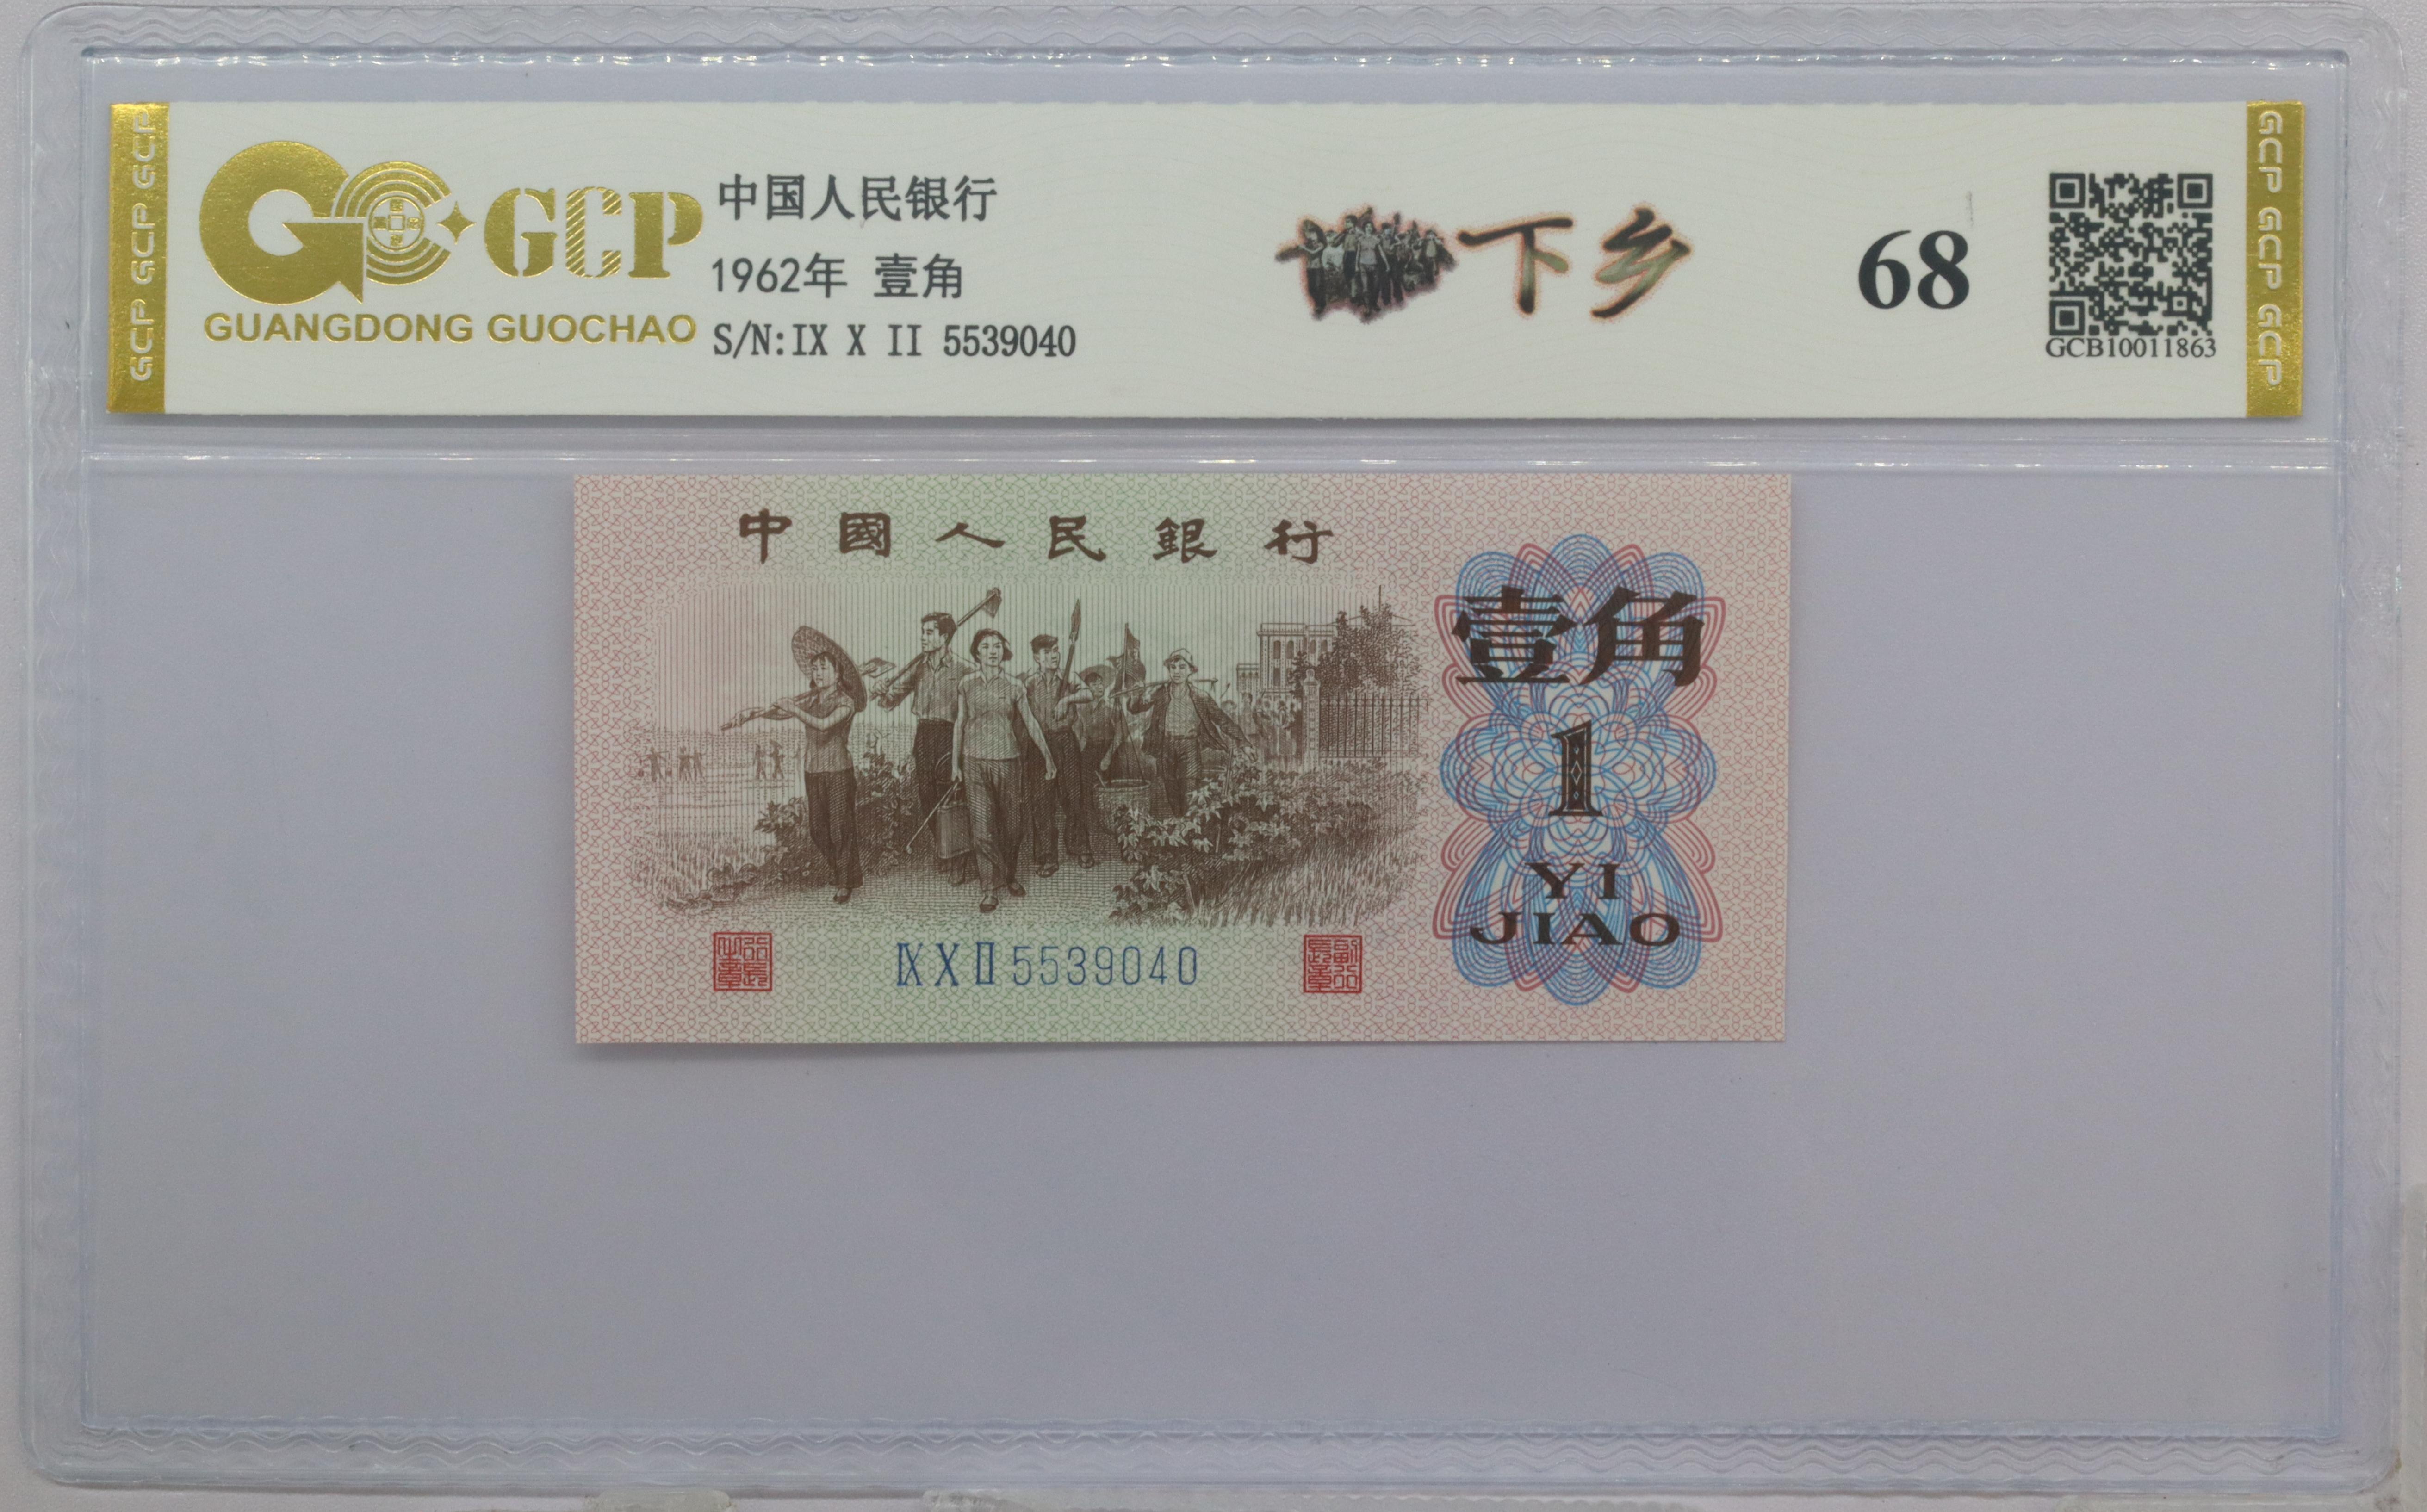 GCP GCP GCP
GCP
GUANGDONG GUOCHAO
中国人民银行
1962年 壹角
S/N:IX X II 5539040
下乡
68
GCB10011863
GCP GCP GCP
中國人民銀行
壹角
1
YI
JIAO
IX X II 5539040